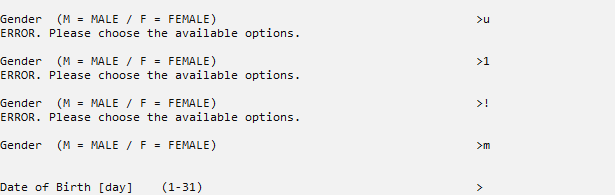 Gender  (M = MALE / F = FEMALE)                                     >u
ERROR. Please choose the available options.
Gender  (M = MALE / F = FEMALE)                                     >1
ERROR. Please choose the available options.
Gender  (M = MALE / F = FEMALE)                                     >!
ERROR. Please choose the available options.
Gender  (M = MALE / F = FEMALE)                                     >m
Date of Birth [day]    (1-31)                                       >